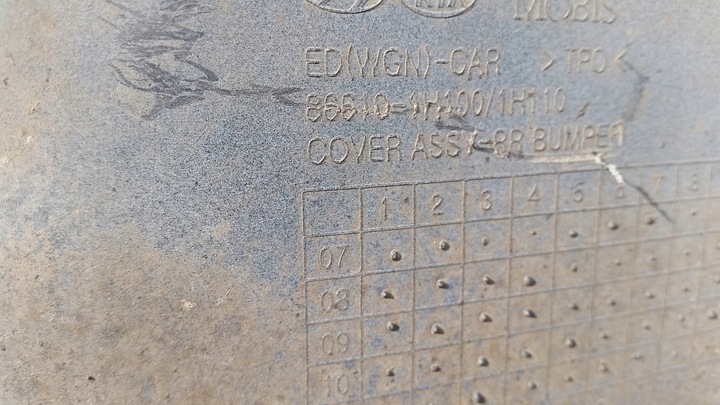 KIA
MOBIS
ED(WGN)-CAR >TPO<
86610-1H100/1H110
COVER ASSY-RR BUMPER
1 2 3 4 5 6 7 8
07
08
09
10